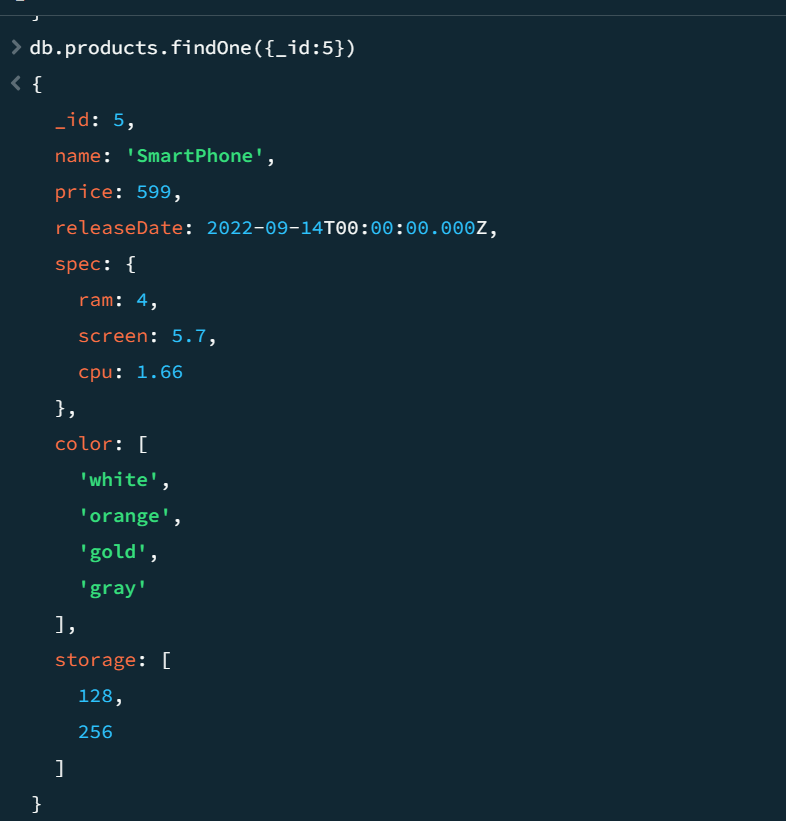 > db.products.findOne({_id:5})
< {
_id: 5,
name: 'SmartPhone',
price: 599,
releaseDate: 2022-09-14T00:00:00.000Z,
spec: {
ram: 4,
screen: 5.7,
cpu: 1.66
},
color: [
'white',
'orange',
'gold',
'gray'
],
storage: [
128,
256
]
}